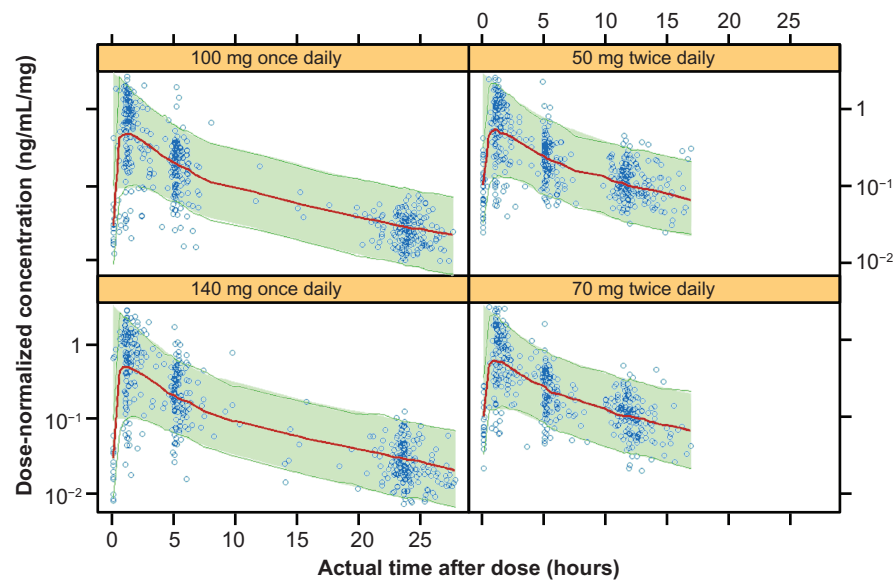 0 5 10 15 20 25
100 mg once daily
50 mg twice daily
1
10⁻¹
10⁻²
Dose-normalized concentration (ng/mL/mg)
140 mg once daily
70 mg twice daily
1
10⁻¹
10⁻²
0 5 10 15 20 25
Actual time after dose (hours)